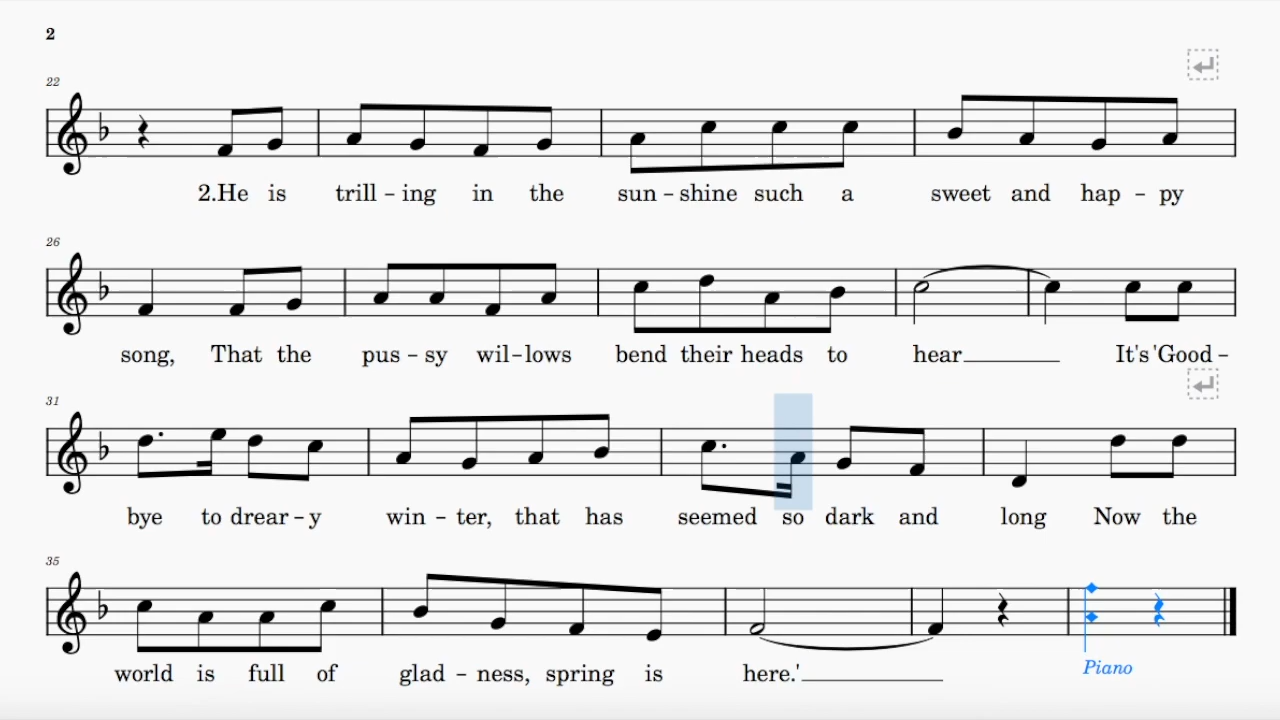 2
22
2.He is trill - ing in the sun - shine such a sweet and hap - py
26
song, That the pus - sy wil - lows bend their heads to hear It's 'Good -
31
bye to drear - y win - ter, that has seemed so dark and long Now the
35
world is full of glad - ness, spring is here.'
Piano